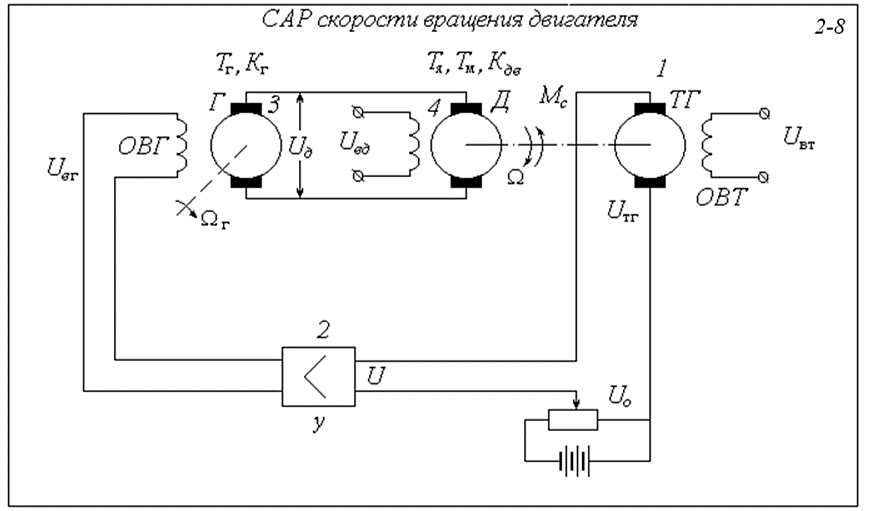 САР скорости вращения двигателя
2-8
Tг, Kг
Tя, Tм, Kдв
1
Г
3
4
Д
Mс
ТГ
ОВГ
Uд
Uвд
Uвт
Uвг
Ω
Ωг
Uтг
ОВТ
2
U
Uо
У